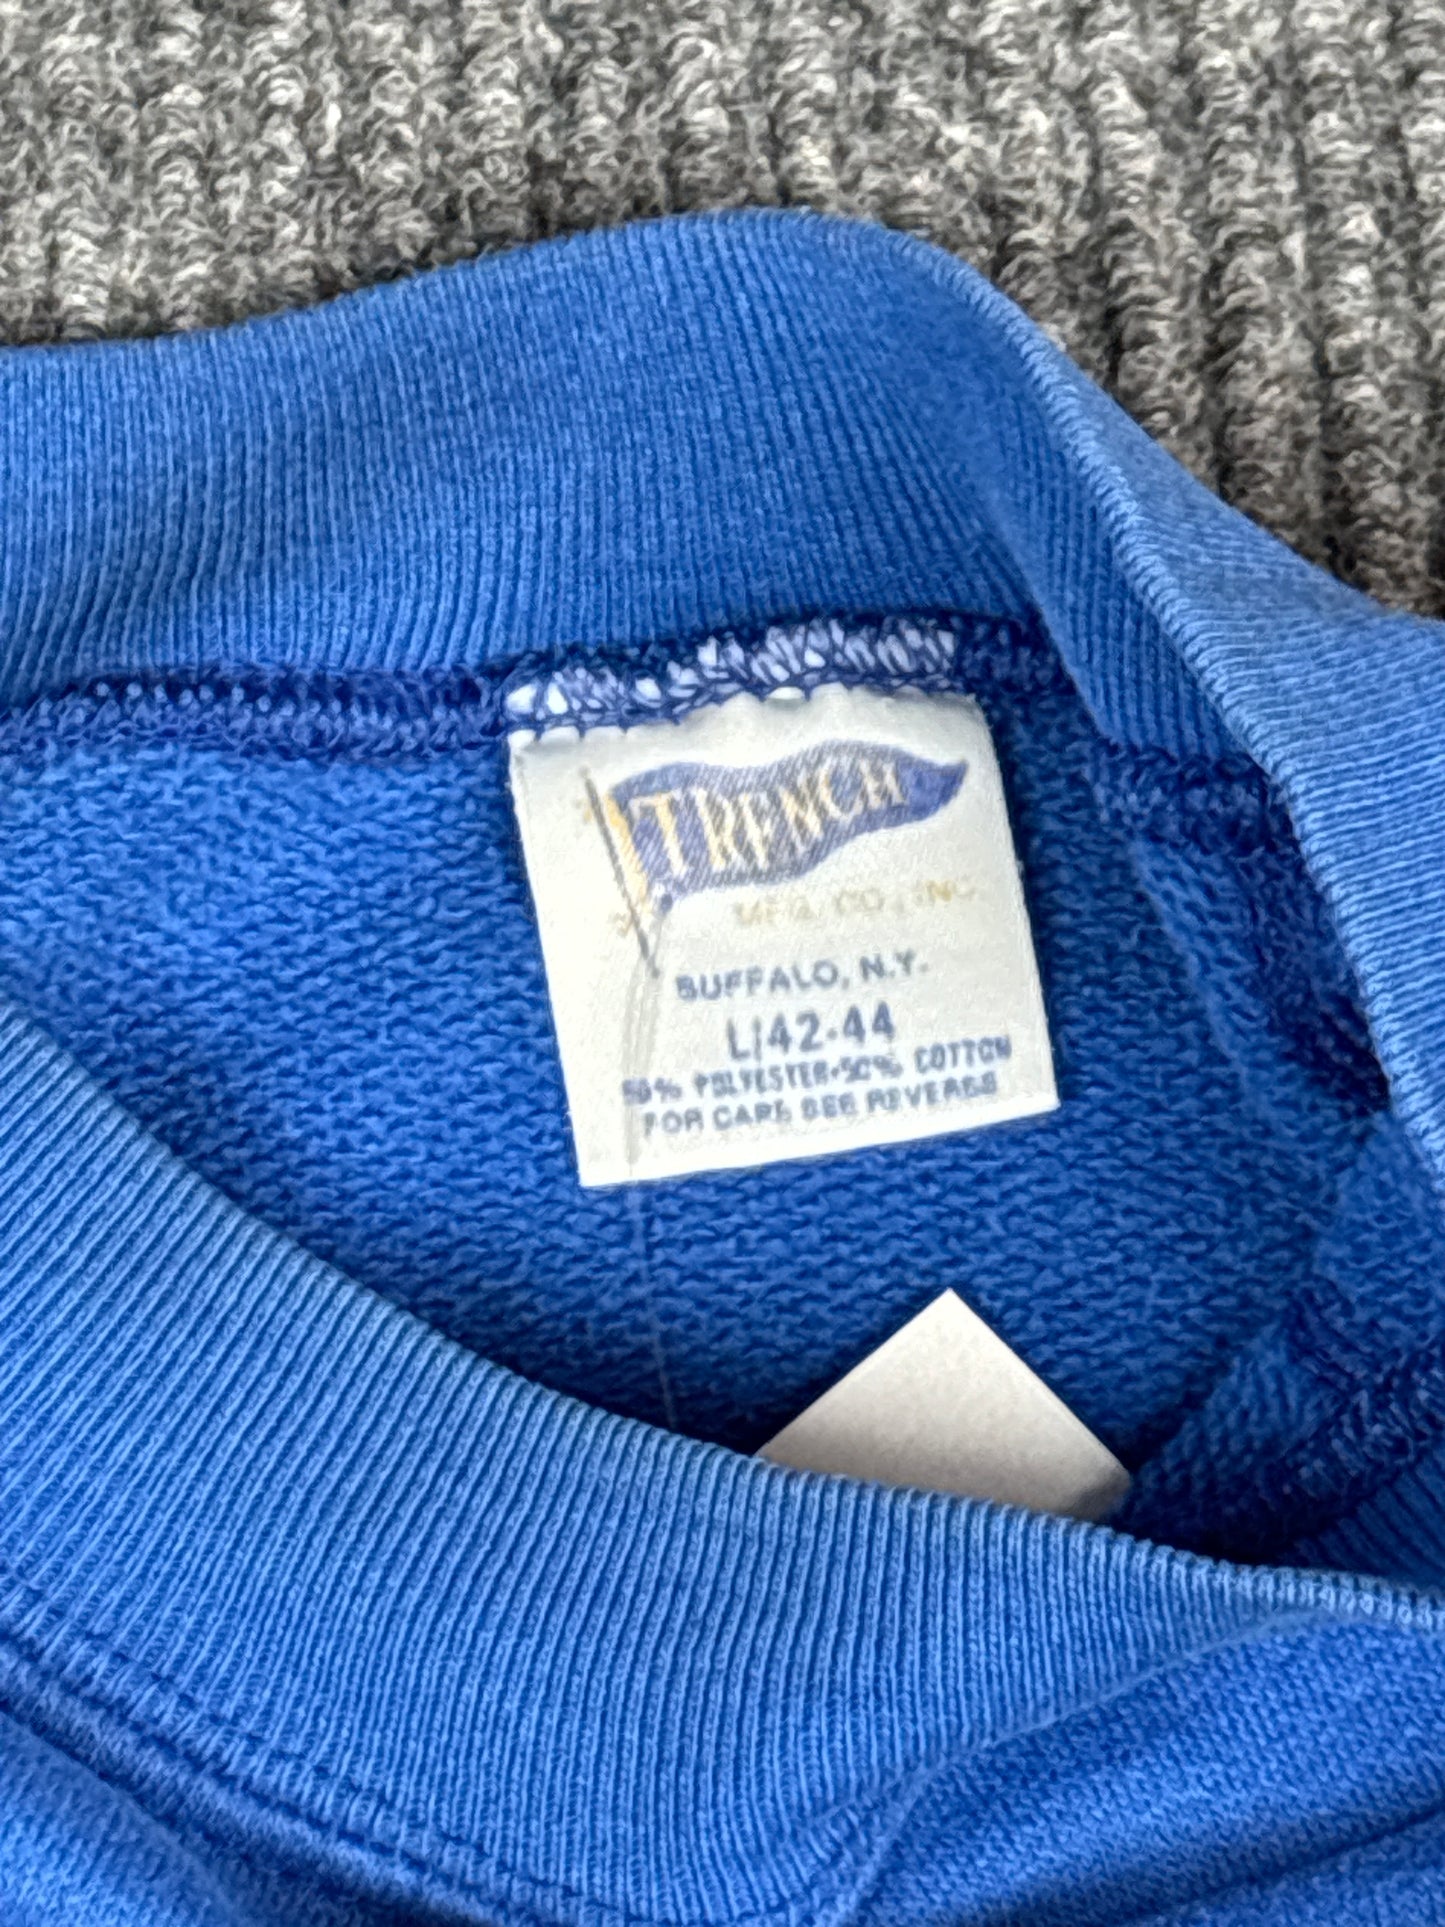 TRENCH
MFG. CO., INC.
BUFFALO, N.Y.
L/42-44
50% POLYESTER•50% COTTON
FOR CARE SEE REVERSE